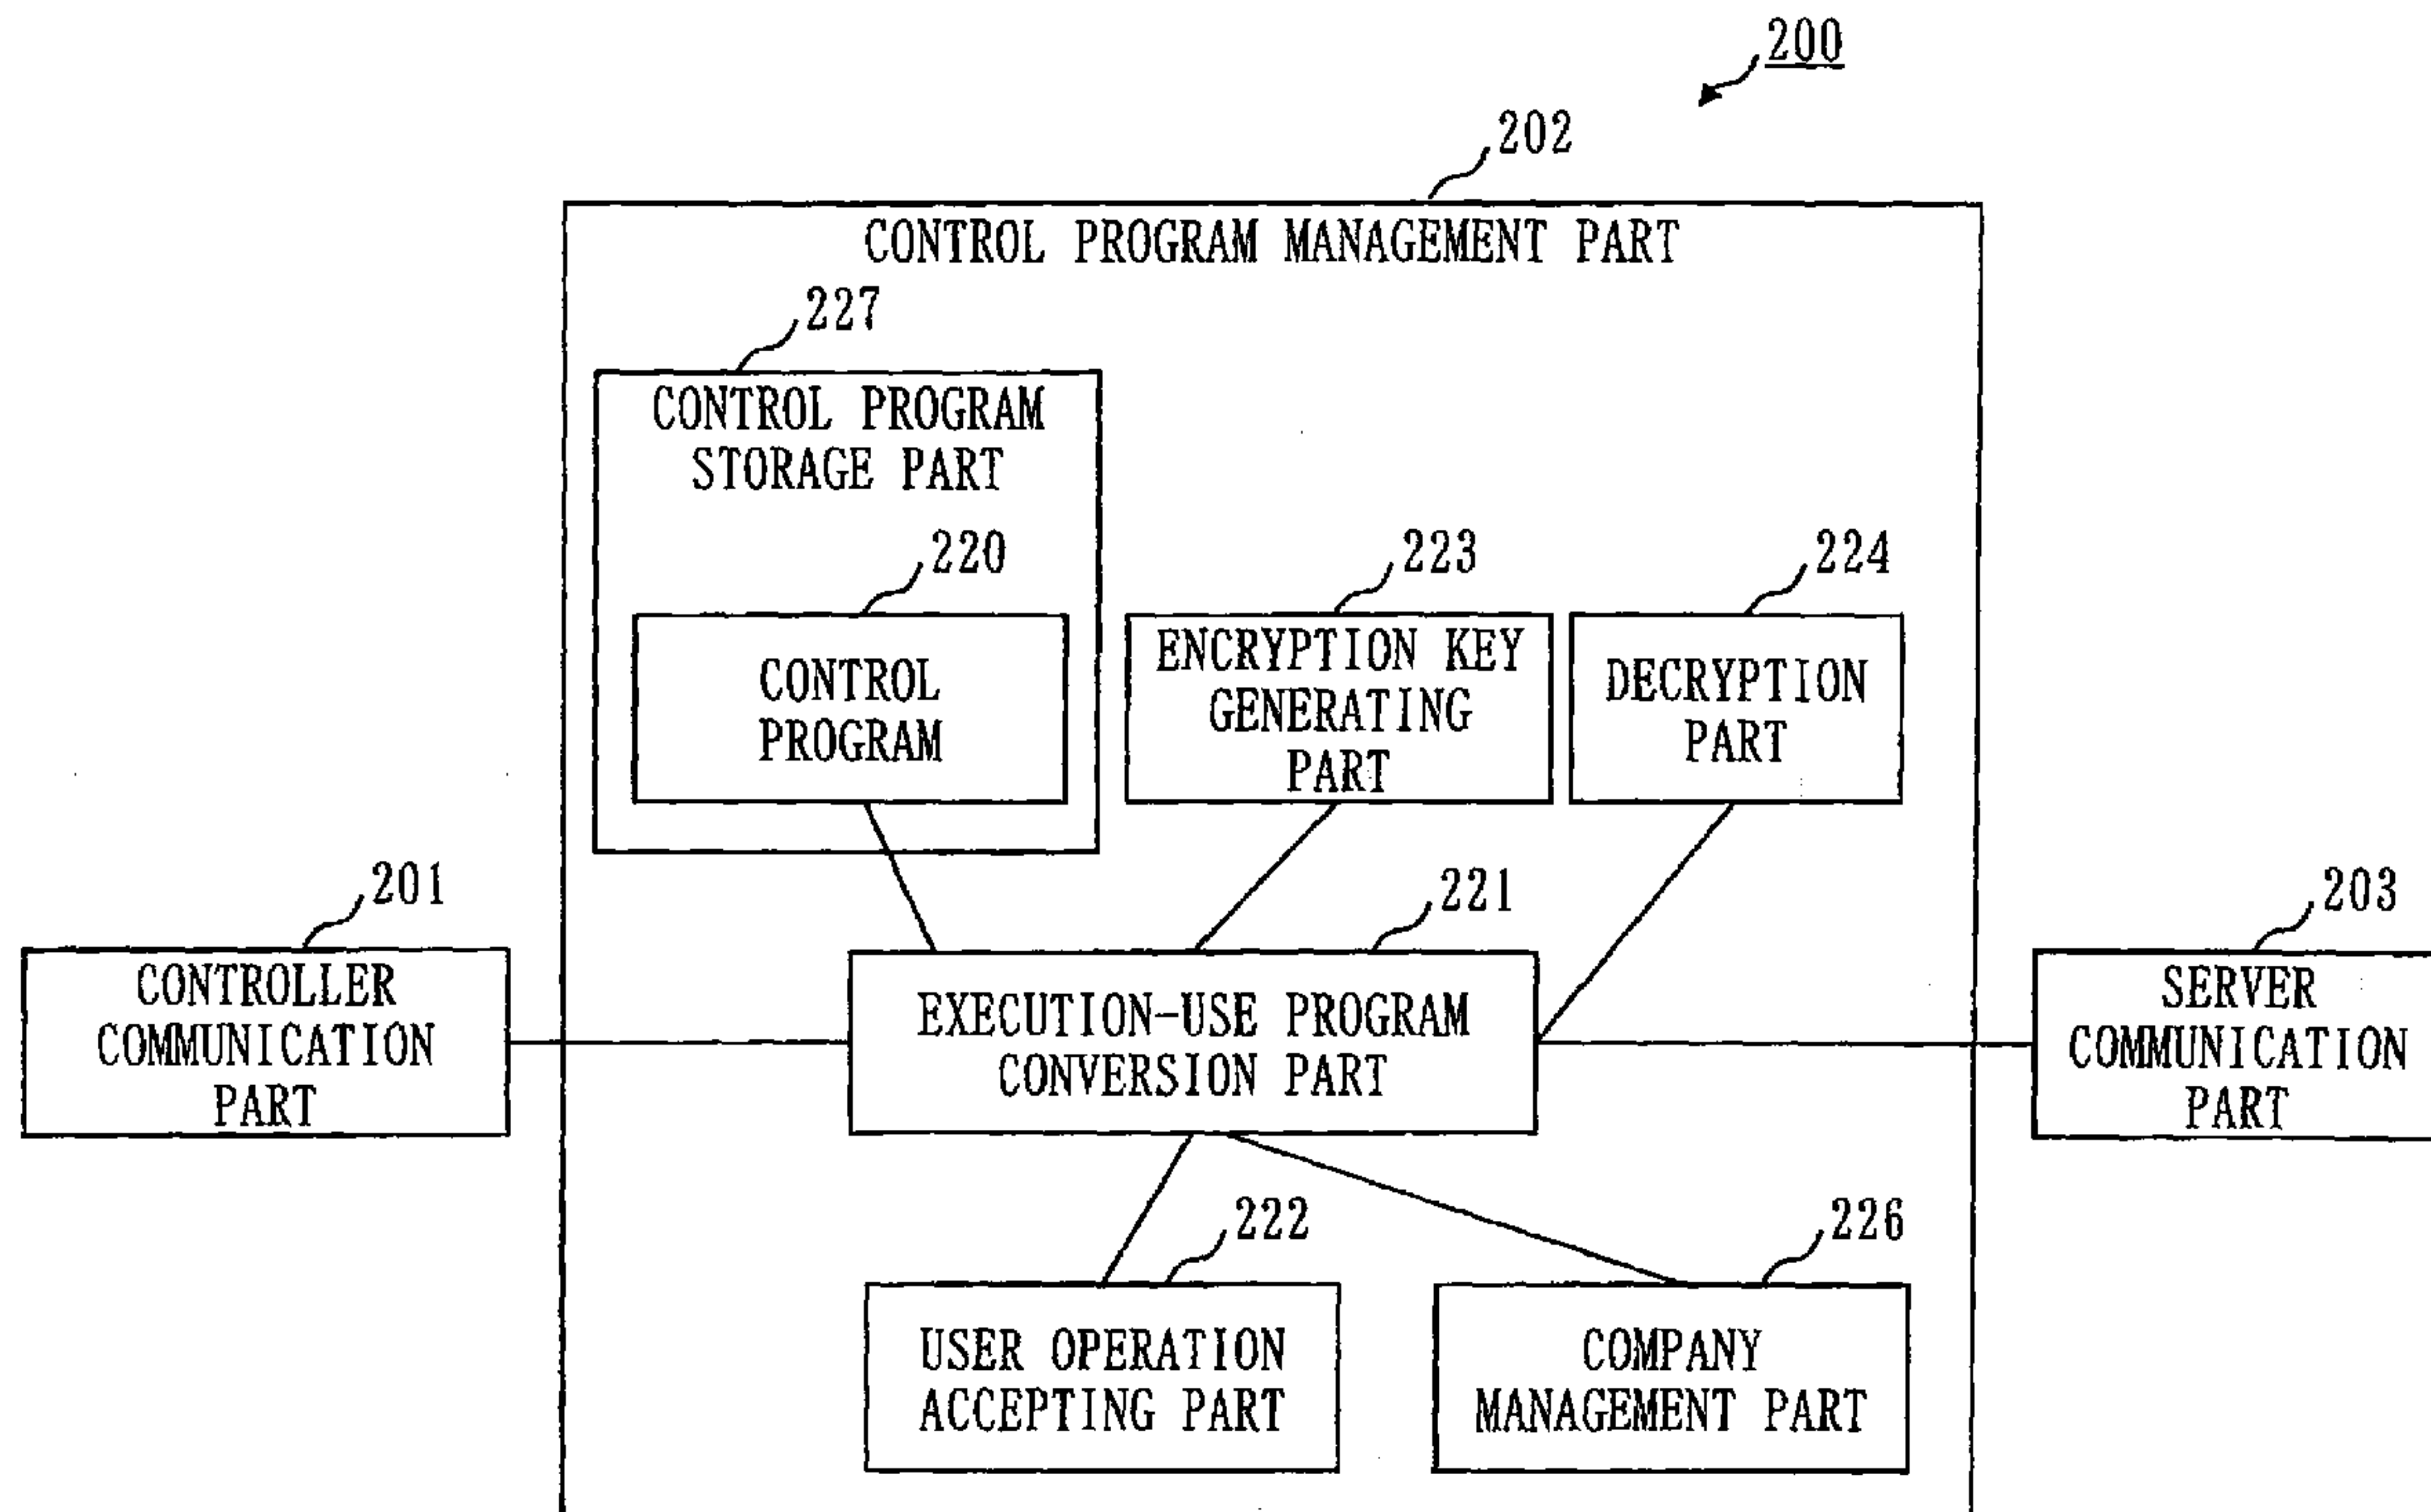 200
202
CONTROL PROGRAM MANAGEMENT PART
227
CONTROL PROGRAM
STORAGE PART
220
223
224
CONTROL
PROGRAM
ENCRYPTION KEY
GENERATING
PART
DECRYPTION
PART
201
221
203
CONTROLLER
COMMUNICATION
PART
EXECUTION-USE PROGRAM
CONVERSION PART
SERVER
COMMUNICATION
PART
222
226
USER OPERATION
ACCEPTING PART
COMPANY
MANAGEMENT PART